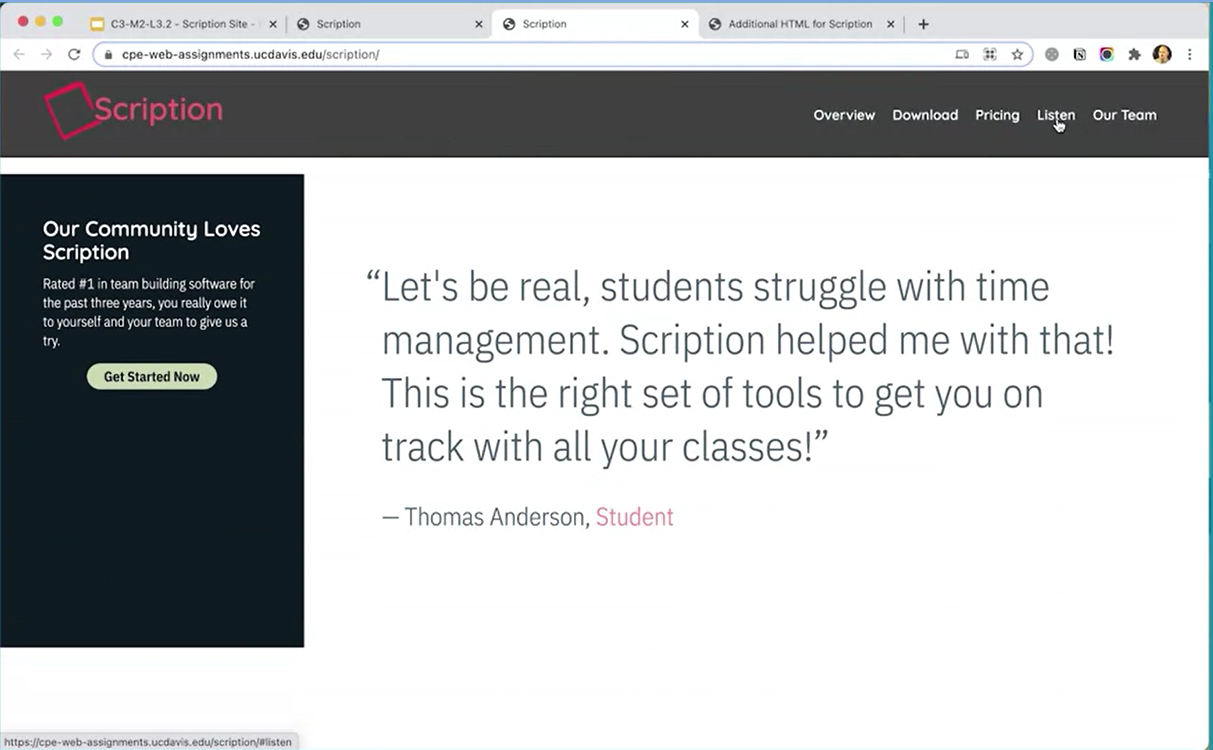 C3-M2-L3.2 - Scription Site -
Scription
Scription
Additional HTML for Scription
cpe-web-assignments.ucdavis.edu/scription/
Scription
Overview Download Pricing Listen Our Team
Our Community Loves
Scription
Rated #1 in team building software for
the past three years, you really owe it
to yourself and your team to give us a
try.
Get Started Now
“Let's be real, students struggle with time
management. Scription helped me with that!
This is the right set of tools to get you on
track with all your classes!”
— Thomas Anderson, Student
https://cpe-web-assignments.ucdavis.edu/scription/#listen